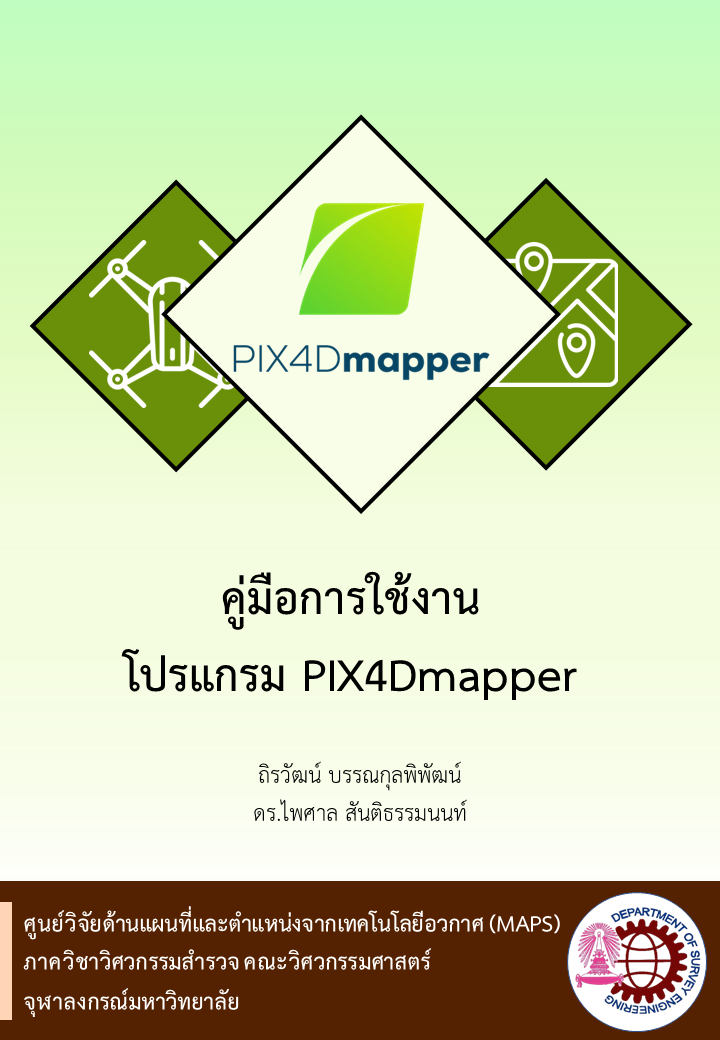 PIX4Dmapper
คู่มือการใช้งาน
โปรแกรม PIX4Dmapper
ถิรวัฒน์ บรรณกุลพิพัฒน์
ดร.ไพศาล สันติธรรมนนท์
ศูนย์วิจัยด้านแผนที่และตำแหน่งจากเทคโนโลยีอวกาศ (MAPS)
ภาควิชาวิศวกรรมสำรวจ คณะวิศวกรรมศาสตร์
จุฬาลงกรณ์มหาวิทยาลัย
DEPARTMENT OF SURVEY ENGINEERING